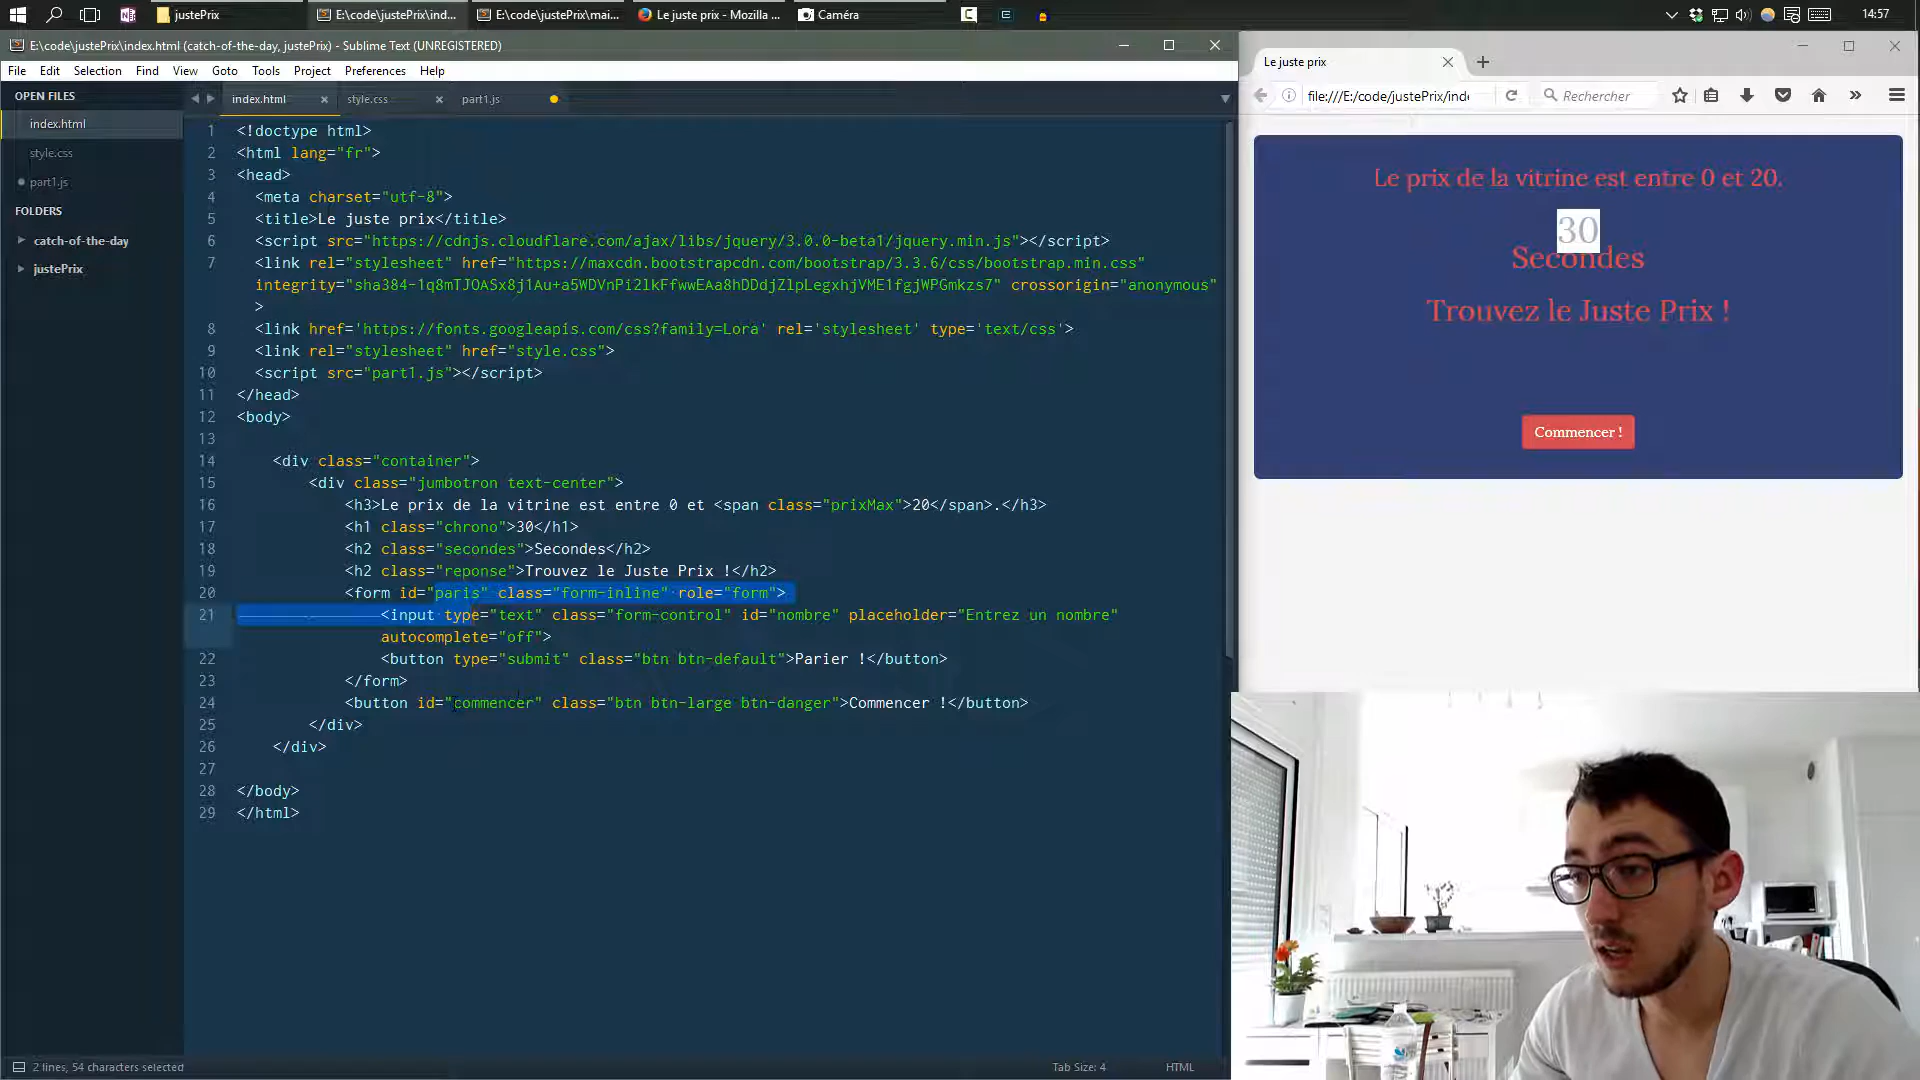 justePrix
E:\code\justePrix\ind...
E:\code\justePrix\mai...
Le juste prix - Mozilla ...
Caméra
14:57
E:\code\justePrix\index.html (catch-of-the-day, justePrix) - Sublime Text (UNREGISTERED)
File Edit Selection Find View Goto Tools Project Preferences Help
OPEN FILES
index.html
style.css
part1.js
FOLDERS
catch-of-the-day
justePrix
index.html
style.css
part1.js
1 <!doctype html>
2 <html lang="fr">
3 <head>
4 <meta charset="utf-8">
5 <title>Le juste prix</title>
6 <script src="https://cdnjs.cloudflare.com/ajax/libs/jquery/3.0.0-beta1/jquery.min.js"></script>
7 <link rel="stylesheet" href="https://maxcdn.bootstrapcdn.com/bootstrap/3.3.6/css/bootstrap.min.css"
integrity="sha384-1q8mTJOASx8j1Au+a5WDVnPi2lkFfwwEAa8hDDdjZlpLegxhjVME1fgjWPGmkzs7" crossorigin="anonymous"
>
8 <link href='https://fonts.googleapis.com/css?family=Lora' rel='stylesheet' type='text/css'>
9 <link rel="stylesheet" href="style.css">
10 <script src="part1.js"></script>
11 </head>
12 <body>
13
14 <div class="container">
15 <div class="jumbotron text-center">
16 <h3>Le prix de la vitrine est entre 0 et <span class="prixMax">20</span>.</h3>
17 <h1 class="chrono">30</h1>
18 <h2 class="secondes">Secondes</h2>
19 <h2 class="reponse">Trouvez le Juste Prix !</h2>
20 <form id="paris" class="form-inline" role="form">
21 <input type="text" class="form-control" id="nombre" placeholder="Entrez un nombre"
autocomplete="off">
22 <button type="submit" class="btn btn-default">Parier !</button>
23 </form>
24 <button id="commencer" class="btn btn-large btn-danger">Commencer !</button>
25 </div>
26 </div>
27
28 </body>
29 </html>
2 lines, 54 characters selected
Tab Size: 4
HTML
Le juste prix
file:///E:/code/justePrix/inde
Rechercher
Le prix de la vitrine est entre 0 et 20.
30
Secondes
Trouvez le Juste Prix !
Commencer !